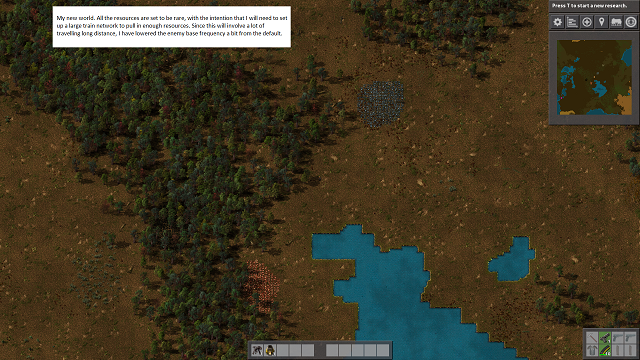 My new world. All the resources are set to be rare, with the intention that I will need to set
up a large train network to pull in enough resources. Since this will involve a lot of
travelling long distance, I have lowered the enemy base frequency a bit from the default.
Press T to start a new research.